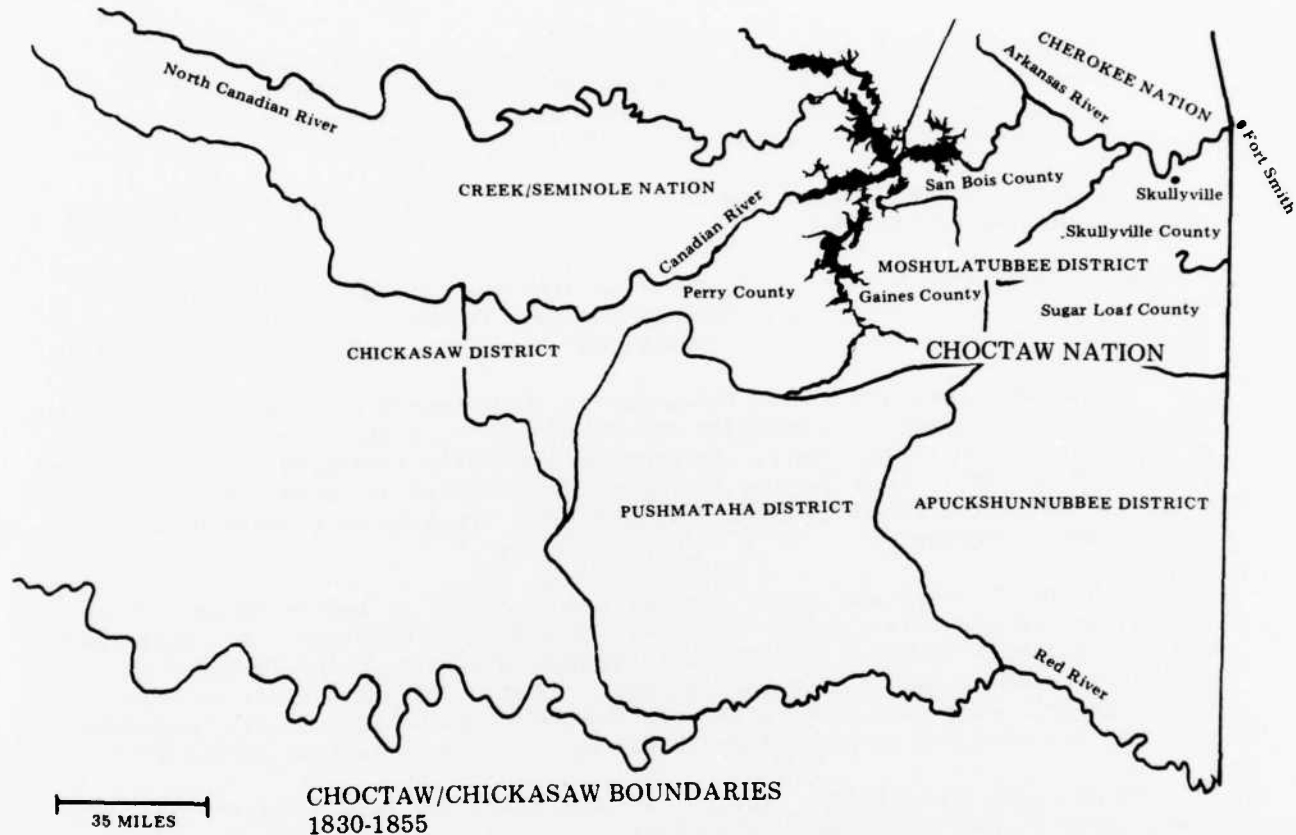 North Canadian River
Arkansas River
CHEROKEE NATION
Fort Smith
CREEK/SEMINOLE NATION
San Bois County
Skullyville
Canadian River
Skullyville County
MOSHULATUBBEE DISTRICT
Perry County
Gaines County
Sugar Loaf County
CHICKASAW DISTRICT
CHOCTAW NATION
PUSHMATAHA DISTRICT
APUCKSHUNNUBBEE DISTRICT
Red River
35 MILES
CHOCTAW/CHICKASAW BOUNDARIES
1830-1855